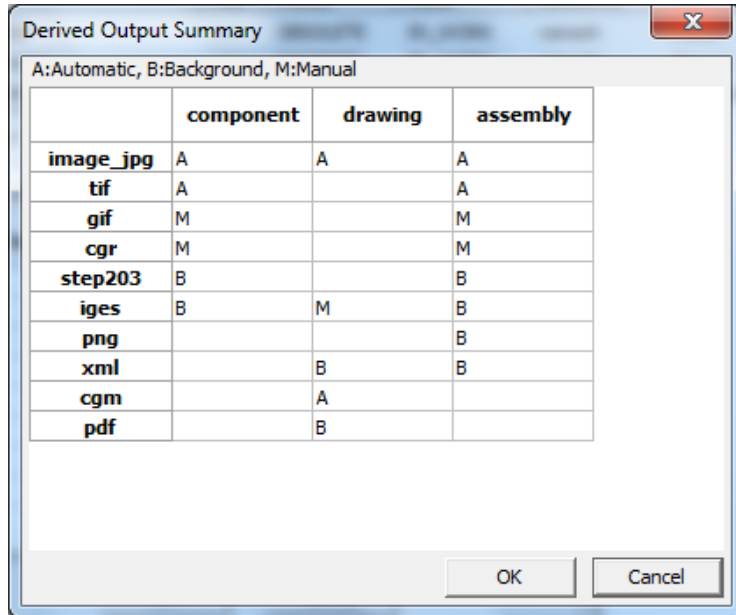 Derived Output Summary
A:Automatic, B:Background, M:Manual
component drawing assembly
image_jpg A A A
tif A A
gif M M
cgr M M
step203 B B
iges B M B
png B
xml B B
cgm A
pdf B
OK Cancel